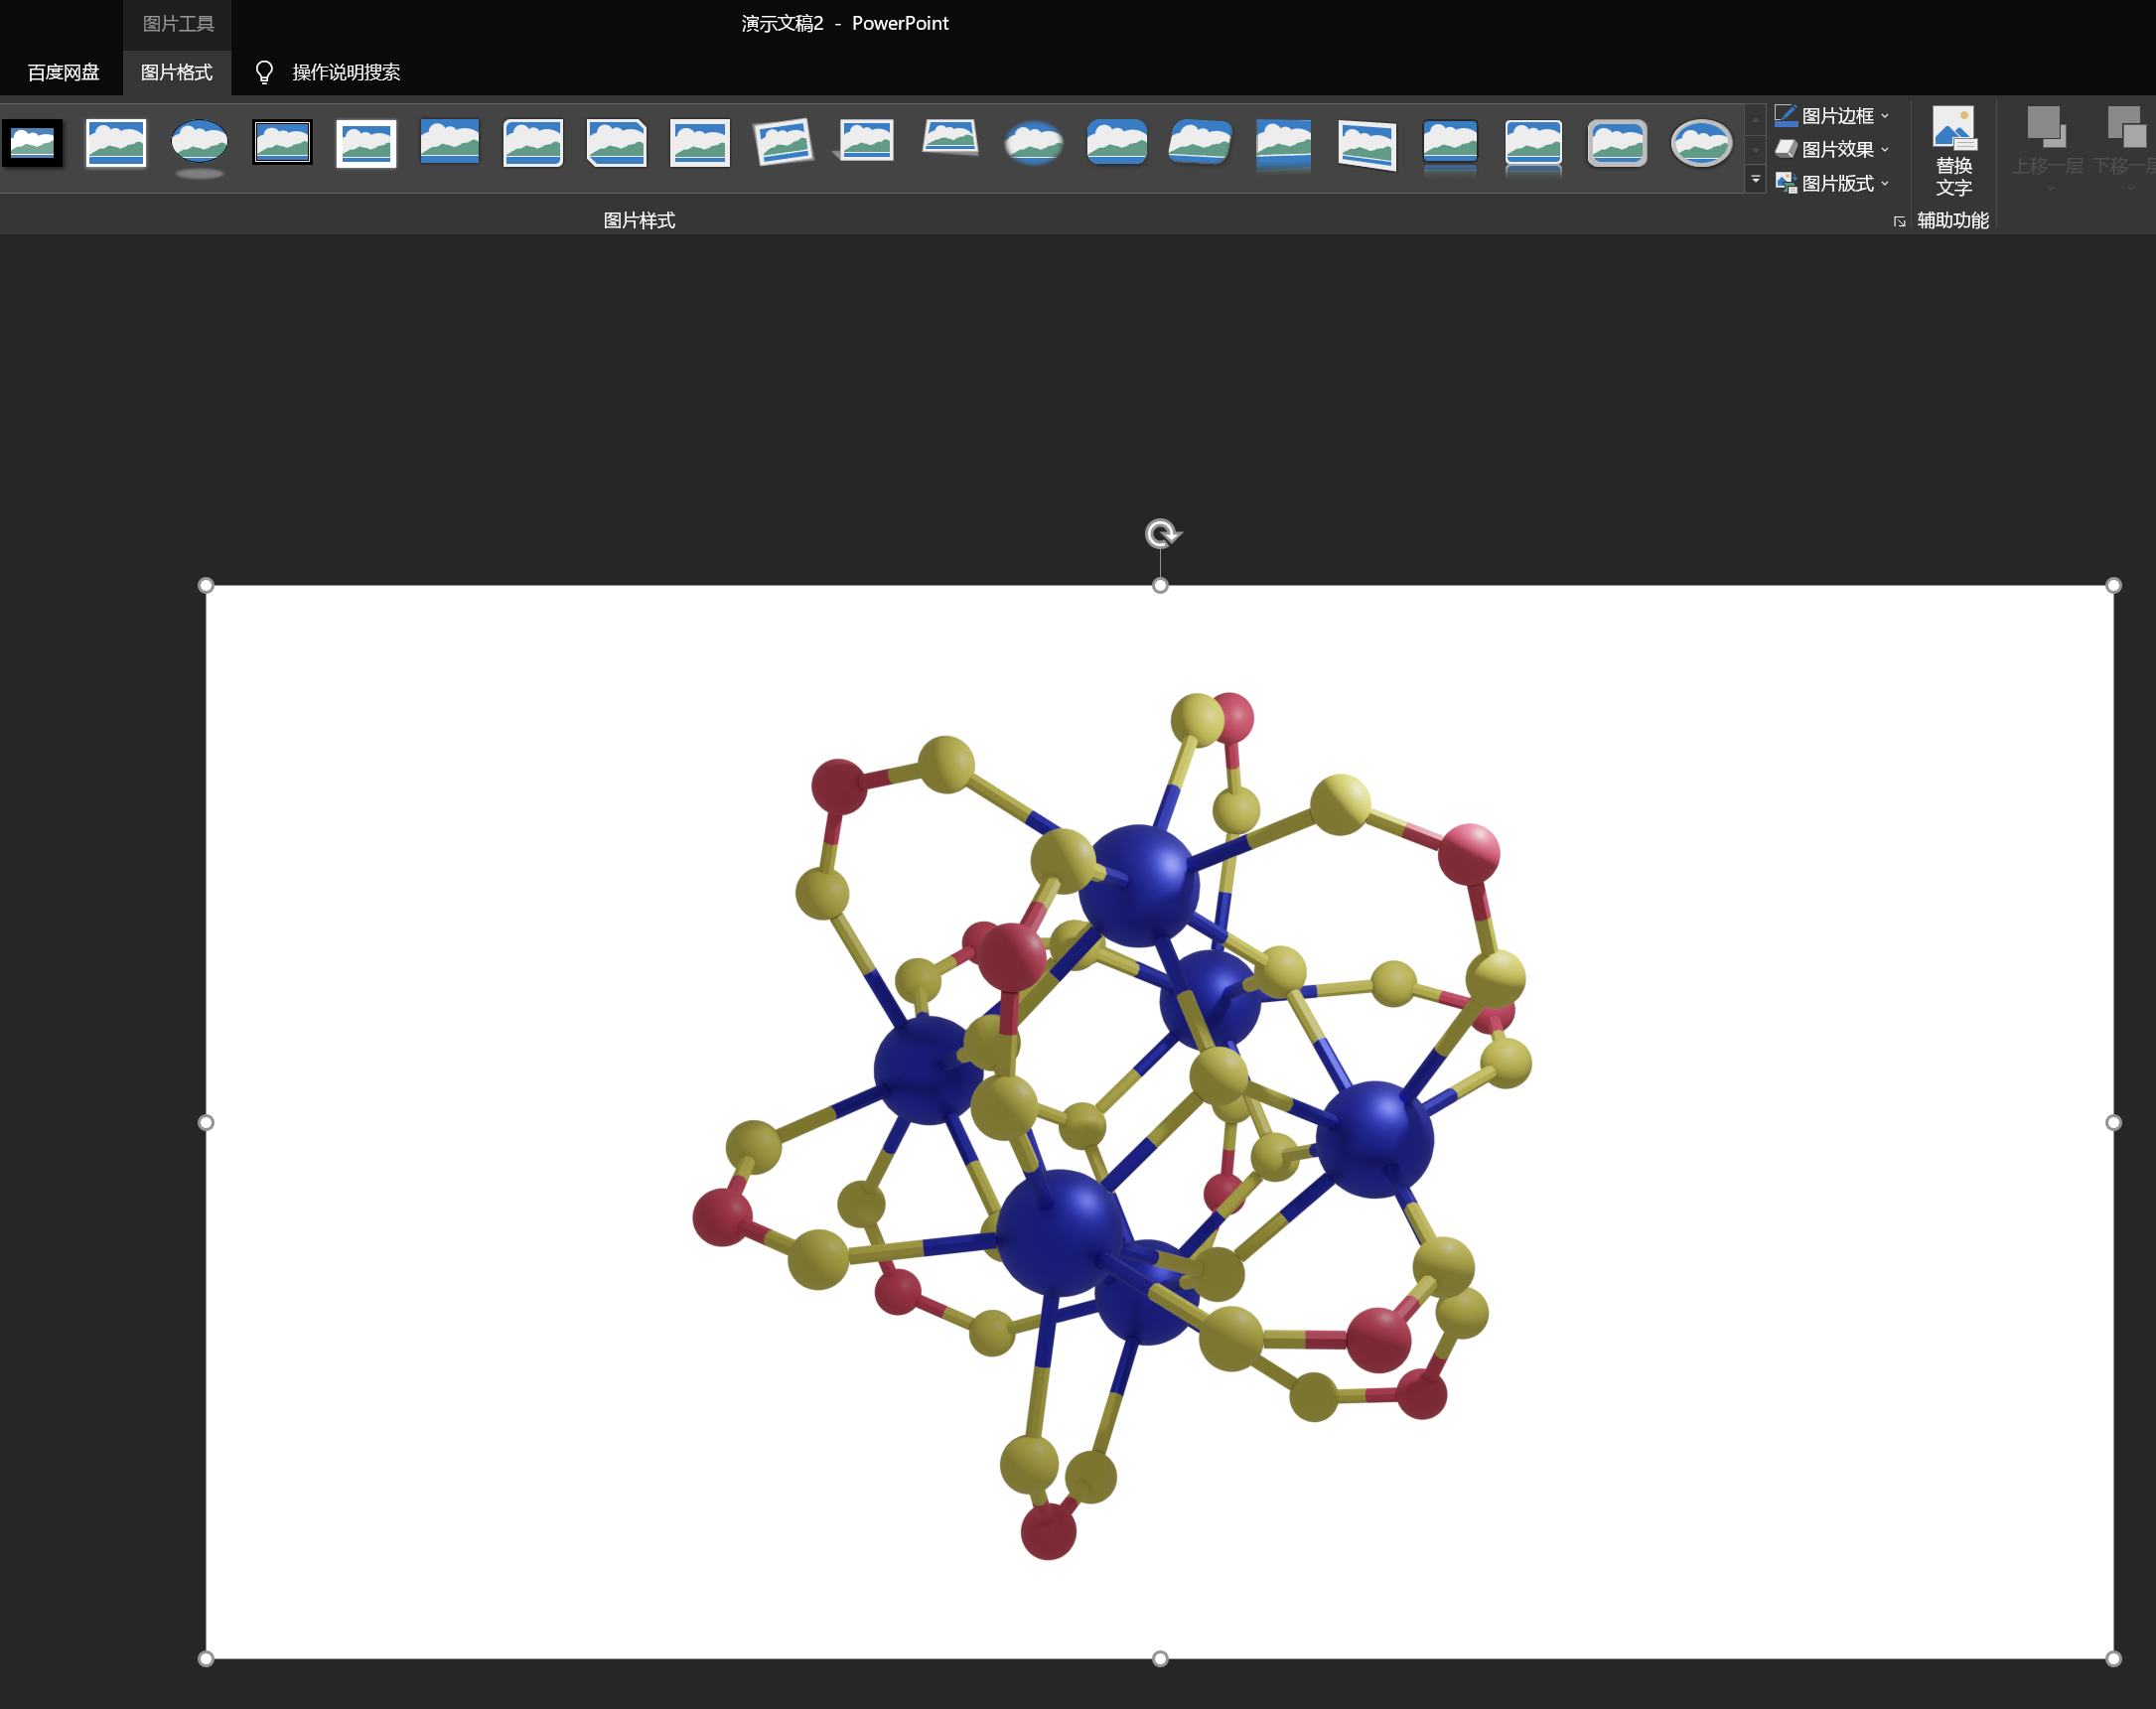 图片工具
演示文稿2 - PowerPoint
百度网盘
图片格式
操作说明搜索
图片边框
图片效果
图片版式
替换
文字
上移一层
下移一层
图片样式
辅助功能